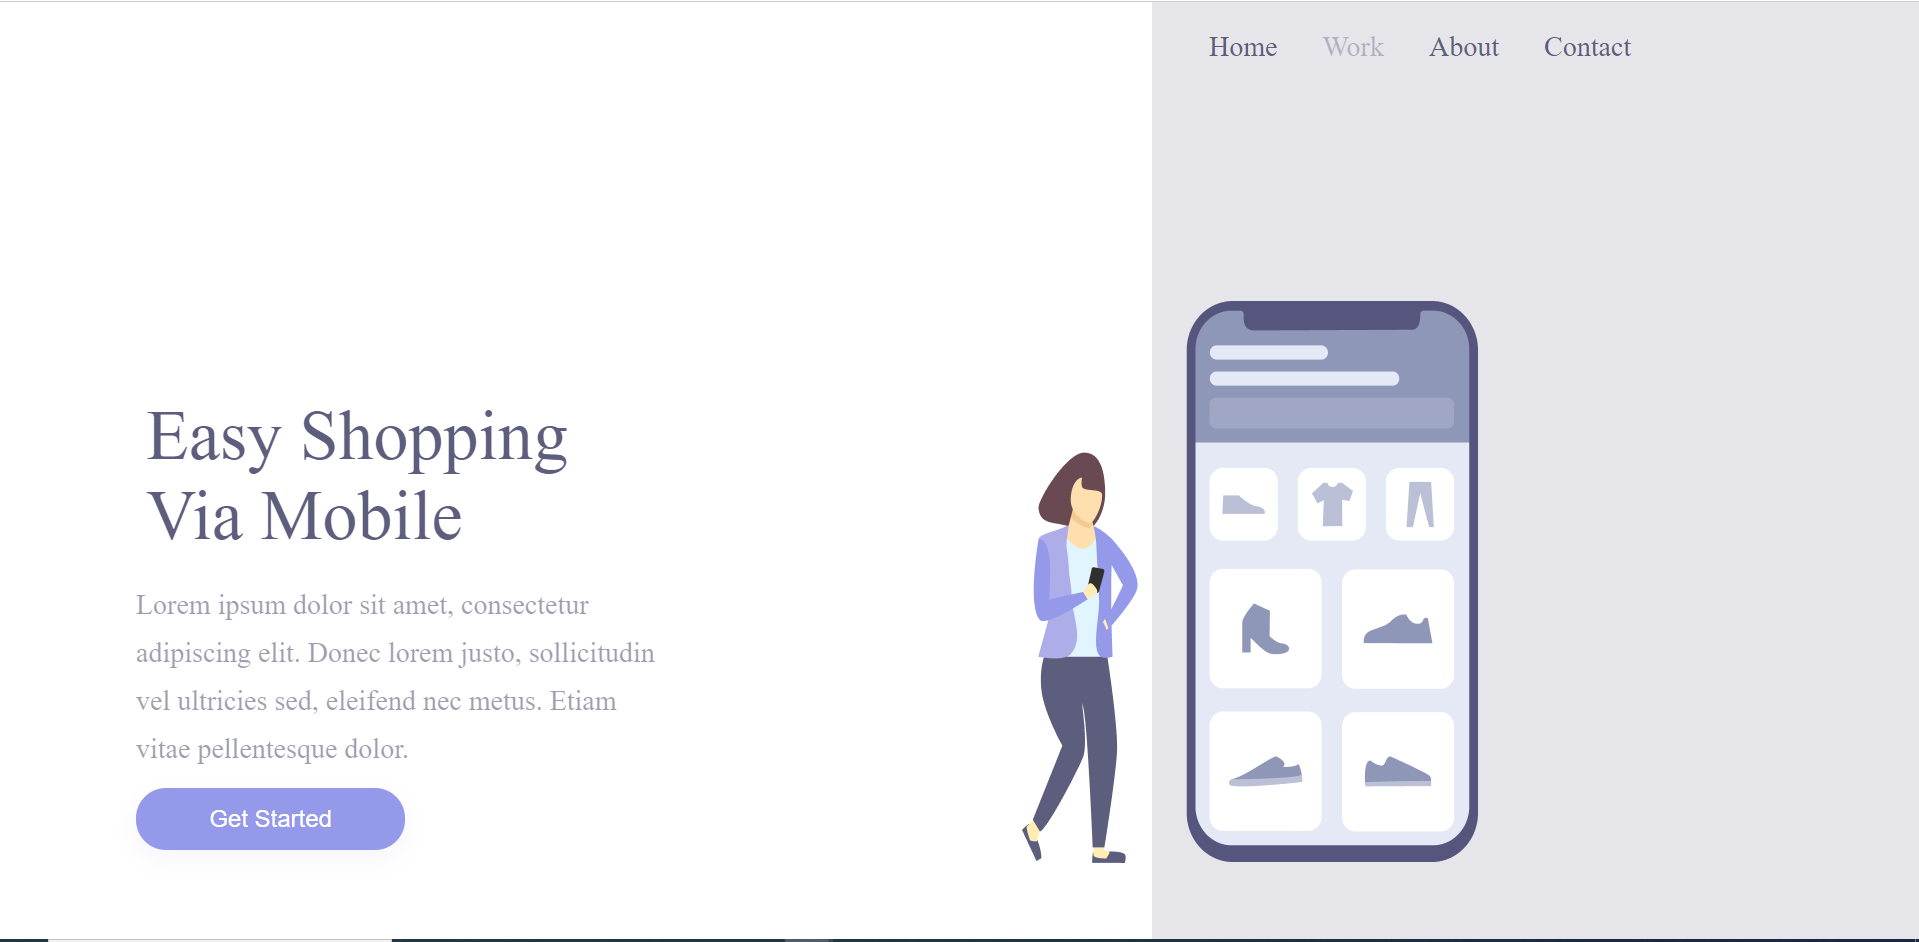 Home Work About Contact
Easy Shopping
Via Mobile
Lorem ipsum dolor sit amet, consectetur
adipiscing elit. Donec lorem justo, sollicitudin
vel ultricies sed, eleifend nec metus. Etiam
vitae pellentesque dolor.
Get Started